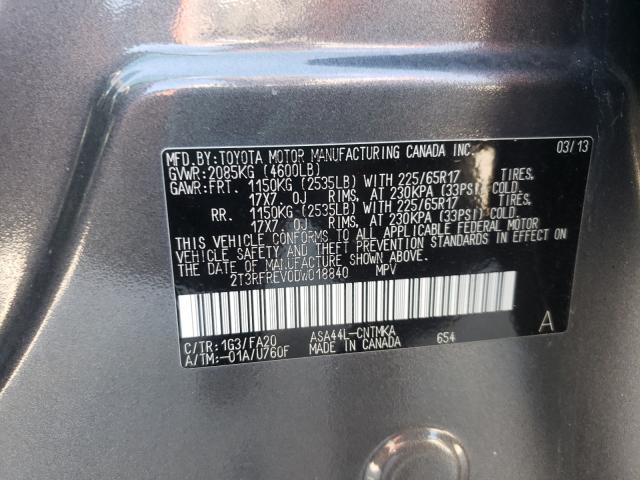 MFD.BY:TOYOTA MOTOR MANUFACTURING CANADA INC. 03/13
GVWR:2085KG (4600LB)
GAWR:FRT. 1150KG (2535LB) WITH 225/65R17 TIRES,
17X7.0J RIMS, AT 230KPA (33PSI) COLD.
RR. 1150KG (2535LB) WITH 225/65R17 TIRES,
17X7.0J RIMS, AT 230KPA (33PSI) COLD.
THIS VEHICLE CONFORMS TO ALL APPLICABLE FEDERAL MOTOR
VEHICLE SAFETY AND THEFT PREVENTION STANDARDS IN EFFECT ON
THE DATE OF MANUFACTURE SHOWN ABOVE.
2T3RFREV0DW018840 MPV
A
C/TR:1G3/FA20 ASA44L-CNTMKA 654
A/TM:-01A/U760F MADE IN CANADA